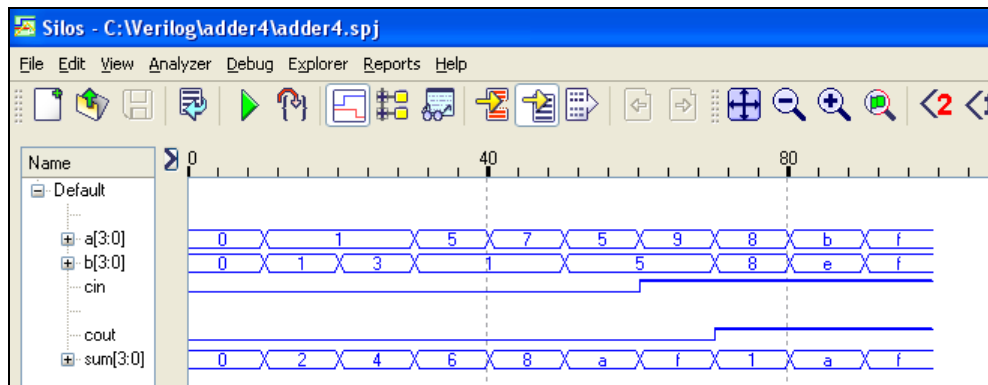 Silos - C:\Verilog\adder4\adder4.spj
File Edit View Analyzer Debug Explorer Reports Help
2
Name 0 40 80
Default
a[3:0] 0 1 5 7 5 9 8 b f
b[3:0] 0 1 3 1 5 8 e f
cin
cout
sum[3:0] 0 2 4 6 8 a f 1 a f